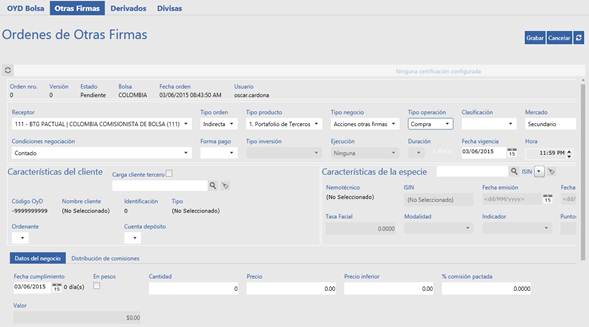 OYD Bolsa Otras Firmas Derivados Divisas
Ordenes de Otras Firmas
Grabar Cancelar
Ninguna certificación configurada
Orden nro. Versión Estado Bolsa Fecha orden Usuario
0 0 Pendiente COLOMBIA 03/06/2015 08:43:50 AM oscar.cardona
Receptor Tipo orden Tipo producto Tipo negocio Tipo operación Clasificación Mercado
111 - BTG PACTUAL | COLOMBIA COMISIONISTA DE BOLSA (111) Indirecta 1. Portafolio de Terceros Acciones otras firmas Compra Secundario
Condiciones negociación Forma pago Tipo inversión Ejecución Duración Fecha vigencia Hora
Contado Ninguna 03/06/2015 15 11:59 PM
Características del cliente Carga cliente tercero Características de la especie ISIN
Nemotécnico ISIN Fecha emisión Fecha
(No Seleccionado) (No Seleccionado) <dd/MM/yyyy> 15 <dd/
Código OyD Nombre cliente Identificación Tipo
-9999999999 (No Seleccionado) 0 (No Seleccionado)
Tasa Facial Modalidad Indicador Puntos
0.0000
Ordenante Cuenta depósito
Datos del negocio Distribución de comisiones
Fecha cumplimiento En pesos Cantidad Precio Precio inferior % comisión pactada
03/06/2015 15 0 día(s) 0 0.00 0.00 0.0000
Valor
$0.00